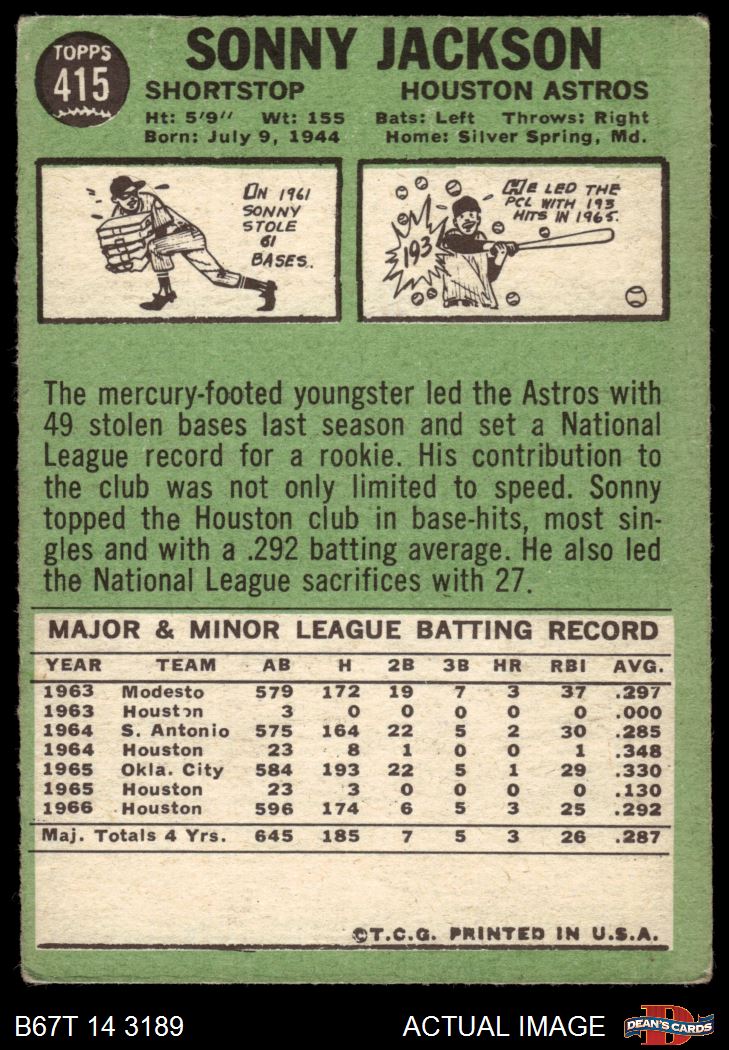 TOPPS
415
SONNY JACKSON
SHORTSTOP HOUSTON ASTROS
Ht: 5'9" Wt: 155 Bats: Left Throws: Right
Born: July 9, 1944 Home: Silver Spring, Md.
IN 1961
SONNY
STOLE
61
BASES..
HE LED THE
PCL WITH 193
HITS IN 1965.
193
The mercury-footed youngster led the Astros with
49 stolen bases last season and set a National
League record for a rookie. His contribution to
the club was not only limited to speed. Sonny
topped the Houston club in base-hits, most sin-
gles and with a .292 batting average. He also led
the National League sacrifices with 27.
MAJOR & MINOR LEAGUE BATTING RECORD
YEAR TEAM AB H 2B 3B HR RBI AVG.
1963 Modesto 579 172 19 7 3 37 .297
1963 Houston 3 0 0 0 0 0 .000
1964 S. Antonio 575 164 22 5 2 30 .285
1964 Houston 23 8 1 0 0 1 .348
1965 Okla. City 584 193 22 5 1 29 .330
1965 Houston 23 3 0 0 0 0 .130
1966 Houston 596 174 6 5 3 25 .292
Maj. Totals 4 Yrs. 645 185 7 5 3 26 .287
©T.C.G. PRINTED IN U.S.A.
B67T 14 3189 ACTUAL IMAGE
D
DEAN'S CARDS